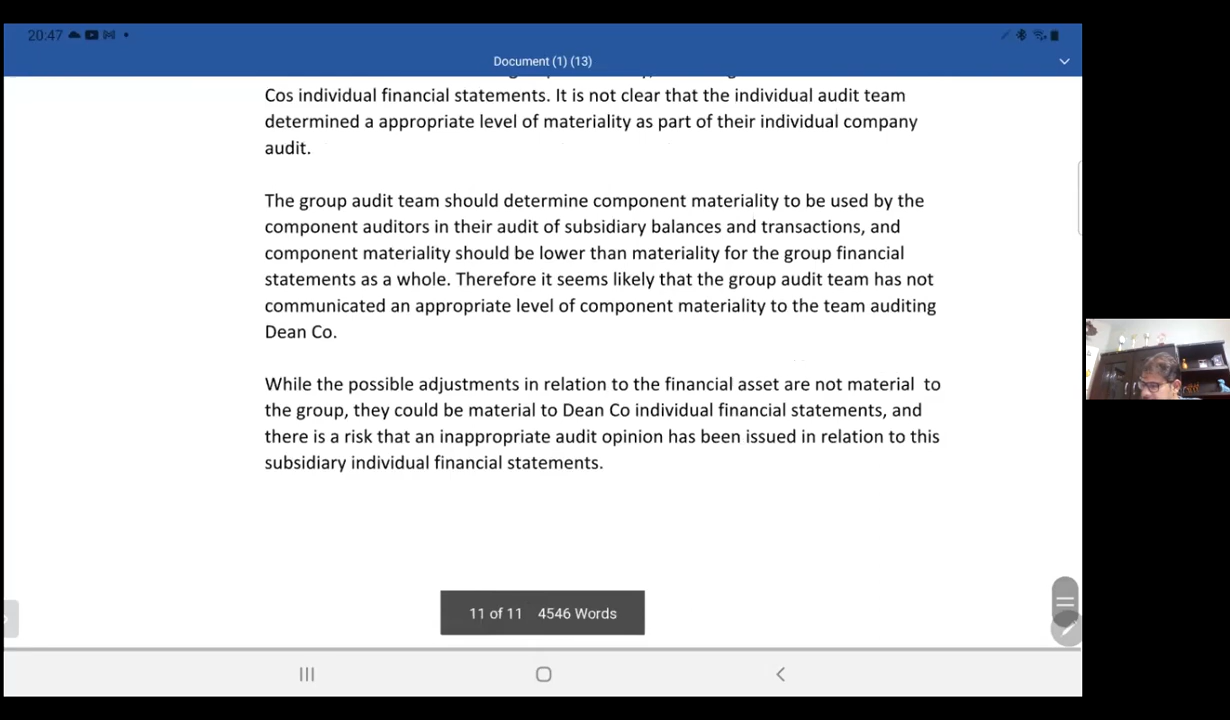 20:47
Document (1) (13)
Cos individual financial statements. It is not clear that the individual audit team
determined a appropriate level of materiality as part of their individual company
audit.
The group audit team should determine component materiality to be used by the
component auditors in their audit of subsidiary balances and transactions, and
component materiality should be lower than materiality for the group financial
statements as a whole. Therefore it seems likely that the group audit team has not
communicated an appropriate level of component materiality to the team auditing
Dean Co.
While the possible adjustments in relation to the financial asset are not material to
the group, they could be material to Dean Co individual financial statements, and
there is a risk that an inappropriate audit opinion has been issued in relation to this
subsidiary individual financial statements.
11 of 11 4546 Words